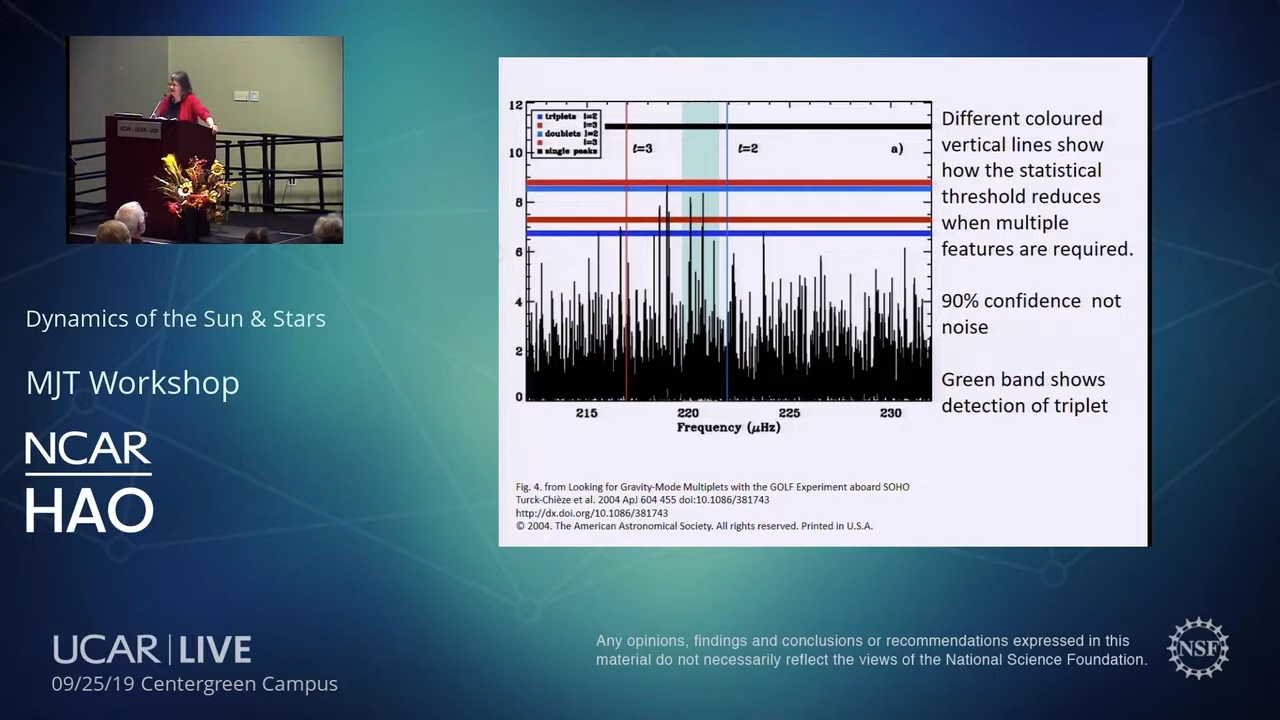 Dynamics of the Sun & Stars
MJT Workshop
NCAR
HAO
UCAR | LIVE
09/25/19 Centergreen Campus
12
10
8
6
4
2
0
triplets l=2
l=3
doublets l=2
l=3
single peaks
ℓ=3
ℓ=2
a)
215
220
225
230
Frequency (μHz)
Different coloured
vertical lines show
how the statistical
threshold reduces
when multiple
features are required.
90% confidence not
noise
Green band shows
detection of triplet
Fig. 4. from Looking for Gravity-Mode Multiplets with the GOLF Experiment aboard SOHO
Turck-Chièze et al. 2004 ApJ 604 455 doi:10.1086/381743
http://dx.doi.org/10.1086/381743
© 2004. The American Astronomical Society. All rights reserved. Printed in U.S.A.
Any opinions, findings and conclusions or recommendations expressed in this
material do not necessarily reflect the views of the National Science Foundation.
NSF